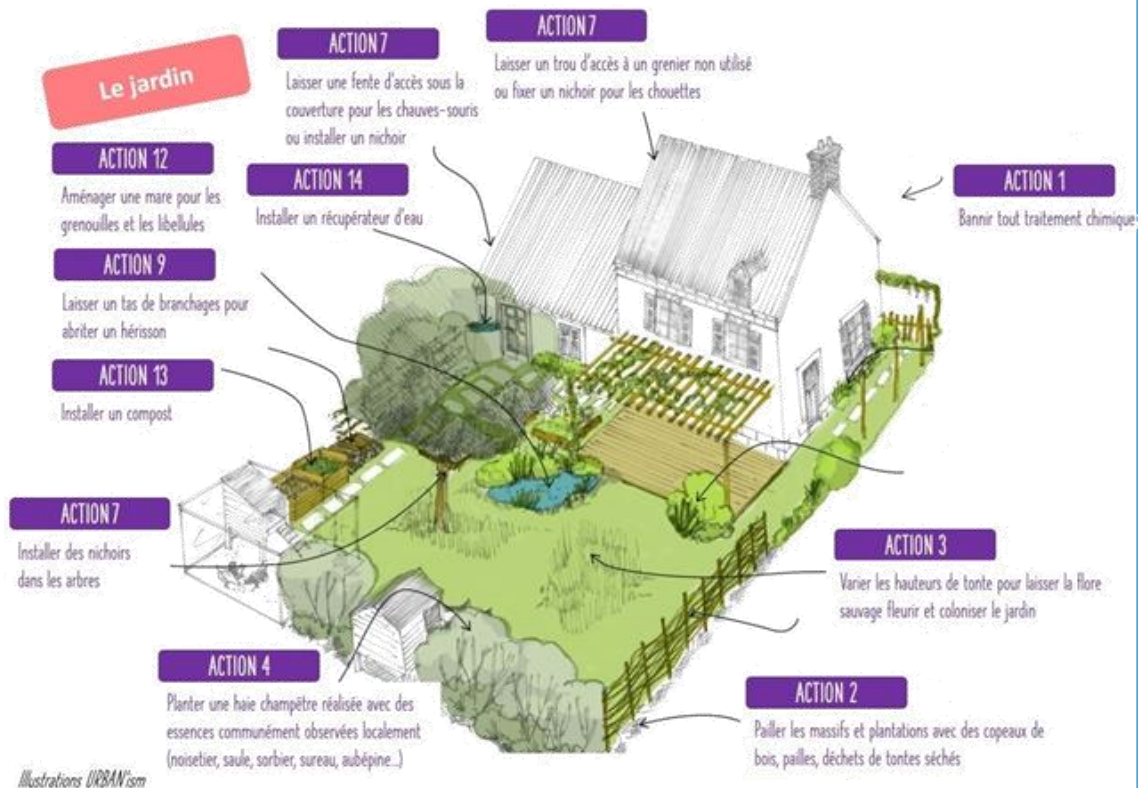 Le jardin
ACTION 7
Laisser une fente d'accès sous la
couverture pour les chauves-souris
ou installer un nichoir
ACTION 7
Laisser un trou d'accès à un grenier non utilisé
ou fixer un nichoir pour les chouettes
ACTION 12
Aménager une mare pour les
grenouilles et les libellules
ACTION 14
Installer un récupérateur d'eau
ACTION 1
Bannir tout traitement chimique
ACTION 9
Laisser un tas de branchages pour
abriter un hérisson
ACTION 13
Installer un compost
ACTION 7
Installer des nichoirs
dans les arbres
ACTION 3
Varier les hauteurs de tonte pour laisser la flore
sauvage fleurir et coloniser le jardin
ACTION 4
Planter une haie champêtre réalisée avec des
essences communément observées localement
(noisetier, saule, sorbier, sureau, aubépine...)
ACTION 2
Pailler les massifs et plantations avec des copeaux de
bois, pailles, déchets de tontes séchés
Illustrations URBAN'ism